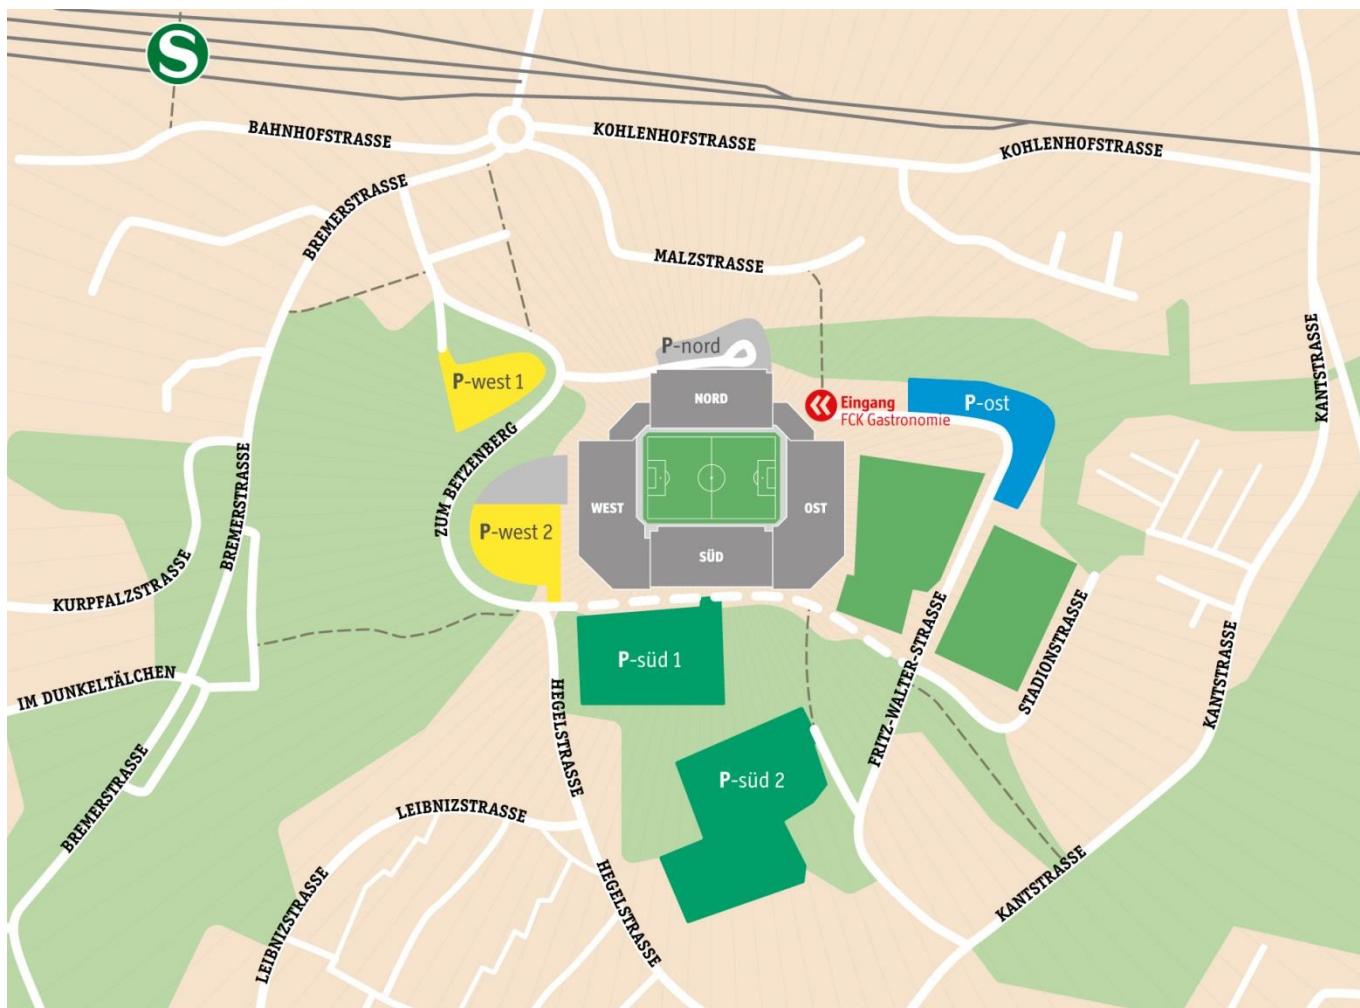 S
BAHNHOFSTRASSE
KOHLENHOFSTRASSE
KOHLENHOFSTRASSE
BREMERSTRASSE
MALZSTRASSE
KANTSTRASSE
P-nord
P-west 1
NORD
Eingang
FCK Gastronomie
P-ost
ZUM BETZENBERG
BREMERSTRASSE
WEST
OST
P-west 2
SÜD
KURPFALZSTRASSE
IM DUNKELTÄLCHEN
P-süd 1
HEGELSTRASSE
FRITZ-WALTER-STRASSE
STADIONSTRASSE
KANTSTRASSE
P-süd 2
BREMERSTRASSE
LEIBNIZSTRASSE
LEIBNIZSTRASSE
HEGELSTRASSE
KANTSTRASSE